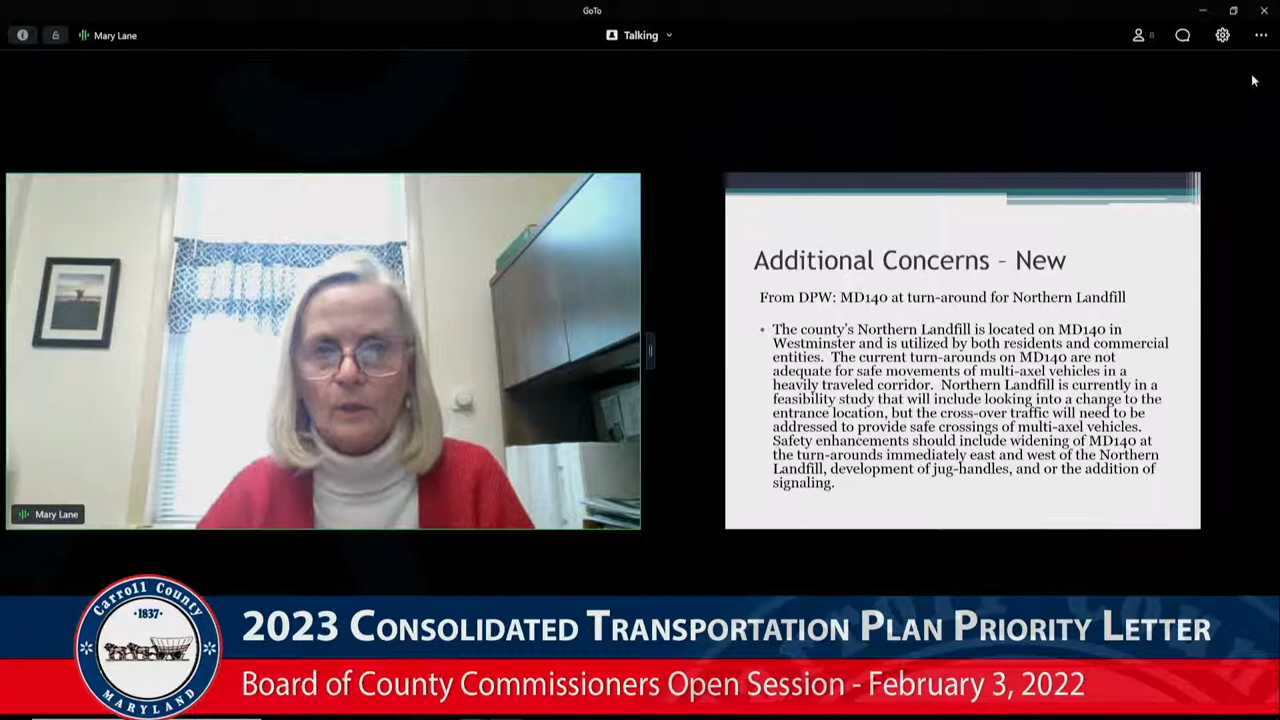 GoTo
Mary Lane
Talking
8
Mary Lane
Additional Concerns – New
From DPW: MD140 at turn-around for Northern Landfill
• The county's Northern Landfill is located on MD140 in
Westminster and is utilized by both residents and commercial
entities. The current turn-arounds on MD140 are not
adequate for safe movements of multi-axel vehicles in a
heavily traveled corridor. Northern Landfill is currently in a
feasibility study that will include looking into a change to the
entrance location, but the cross-over traffic will need to be
addressed to provide safe crossings of multi-axel vehicles.
Safety enhancements should include widening of MD140 at
the turn-arounds immediately east and west of the Northern
Landfill, development of jug-handles, and or the addition of
signaling.
Carroll County
·1837·
MARYLAND
2023 CONSOLIDATED TRANSPORTATION PLAN PRIORITY LETTER
Board of County Commissioners Open Session - February 3, 2022